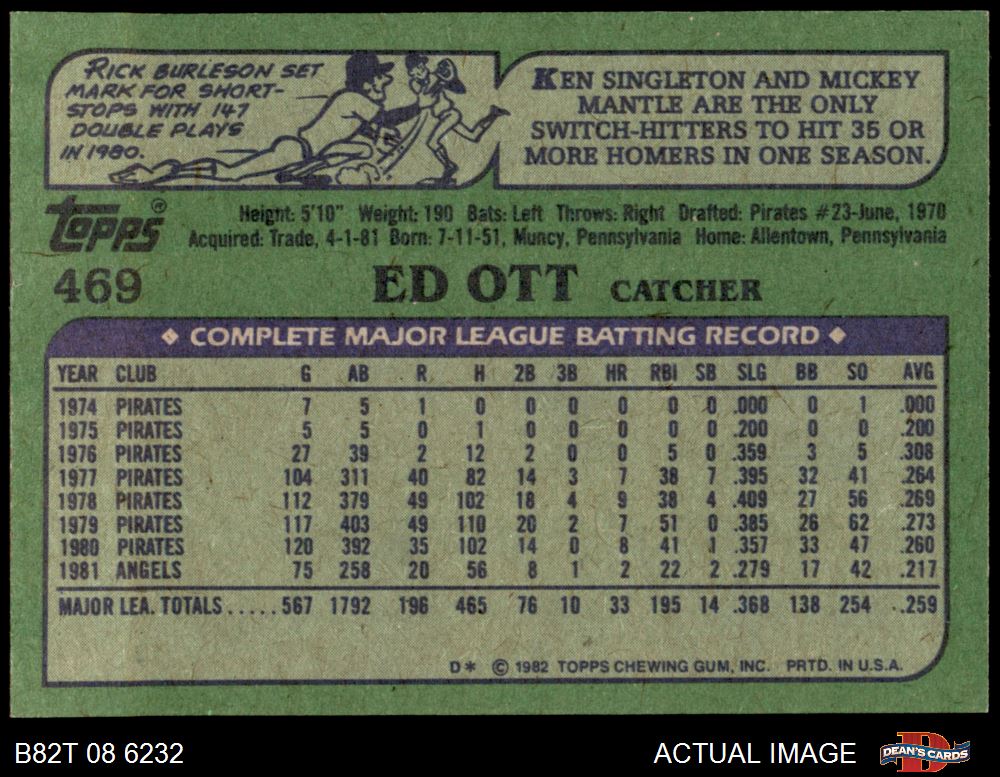 RICK BURLESON SET
MARK FOR SHORT-
STOPS WITH 147
DOUBLE PLAYS
IN 1980.
KEN SINGLETON AND MICKEY
MANTLE ARE THE ONLY
SWITCH-HITTERS TO HIT 35 OR
MORE HOMERS IN ONE SEASON.
TOPPS®
Height: 5'10" Weight: 190 Bats: Left Throws: Right Drafted: Pirates #23-June, 1970
Acquired: Trade, 4-1-81 Born: 7-11-51, Muncy, Pennsylvania Home: Allentown, Pennsylvania
469 ED OTT CATCHER
◆ COMPLETE MAJOR LEAGUE BATTING RECORD ◆
YEAR CLUB G AB R H 2B 3B HR RBI SB SLG BB SO AVG
1974 PIRATES 7 5 1 0 0 0 0 0 0 .000 0 1 .000
1975 PIRATES 5 5 0 1 0 0 0 0 0 .200 0 0 .200
1976 PIRATES 27 39 2 12 2 0 0 5 0 .359 3 5 .308
1977 PIRATES 104 311 40 82 14 3 7 38 7 .395 32 41 .264
1978 PIRATES 112 379 49 102 18 4 9 38 4 .409 27 56 .269
1979 PIRATES 117 403 49 110 20 2 7 51 0 .385 26 62 .273
1980 PIRATES 120 392 35 102 14 0 8 41 1 .357 33 47 .260
1981 ANGELS 75 258 20 56 8 1 2 22 2 .279 17 42 .217
MAJOR LEA. TOTALS.....567 1792 196 465 76 10 33 195 14 .368 138 254 .259
D* © 1982 TOPPS CHEWING GUM, INC. PRTD. IN U.S.A.
B82T 08 6232 ACTUAL IMAGE D DEAN'S CARDS